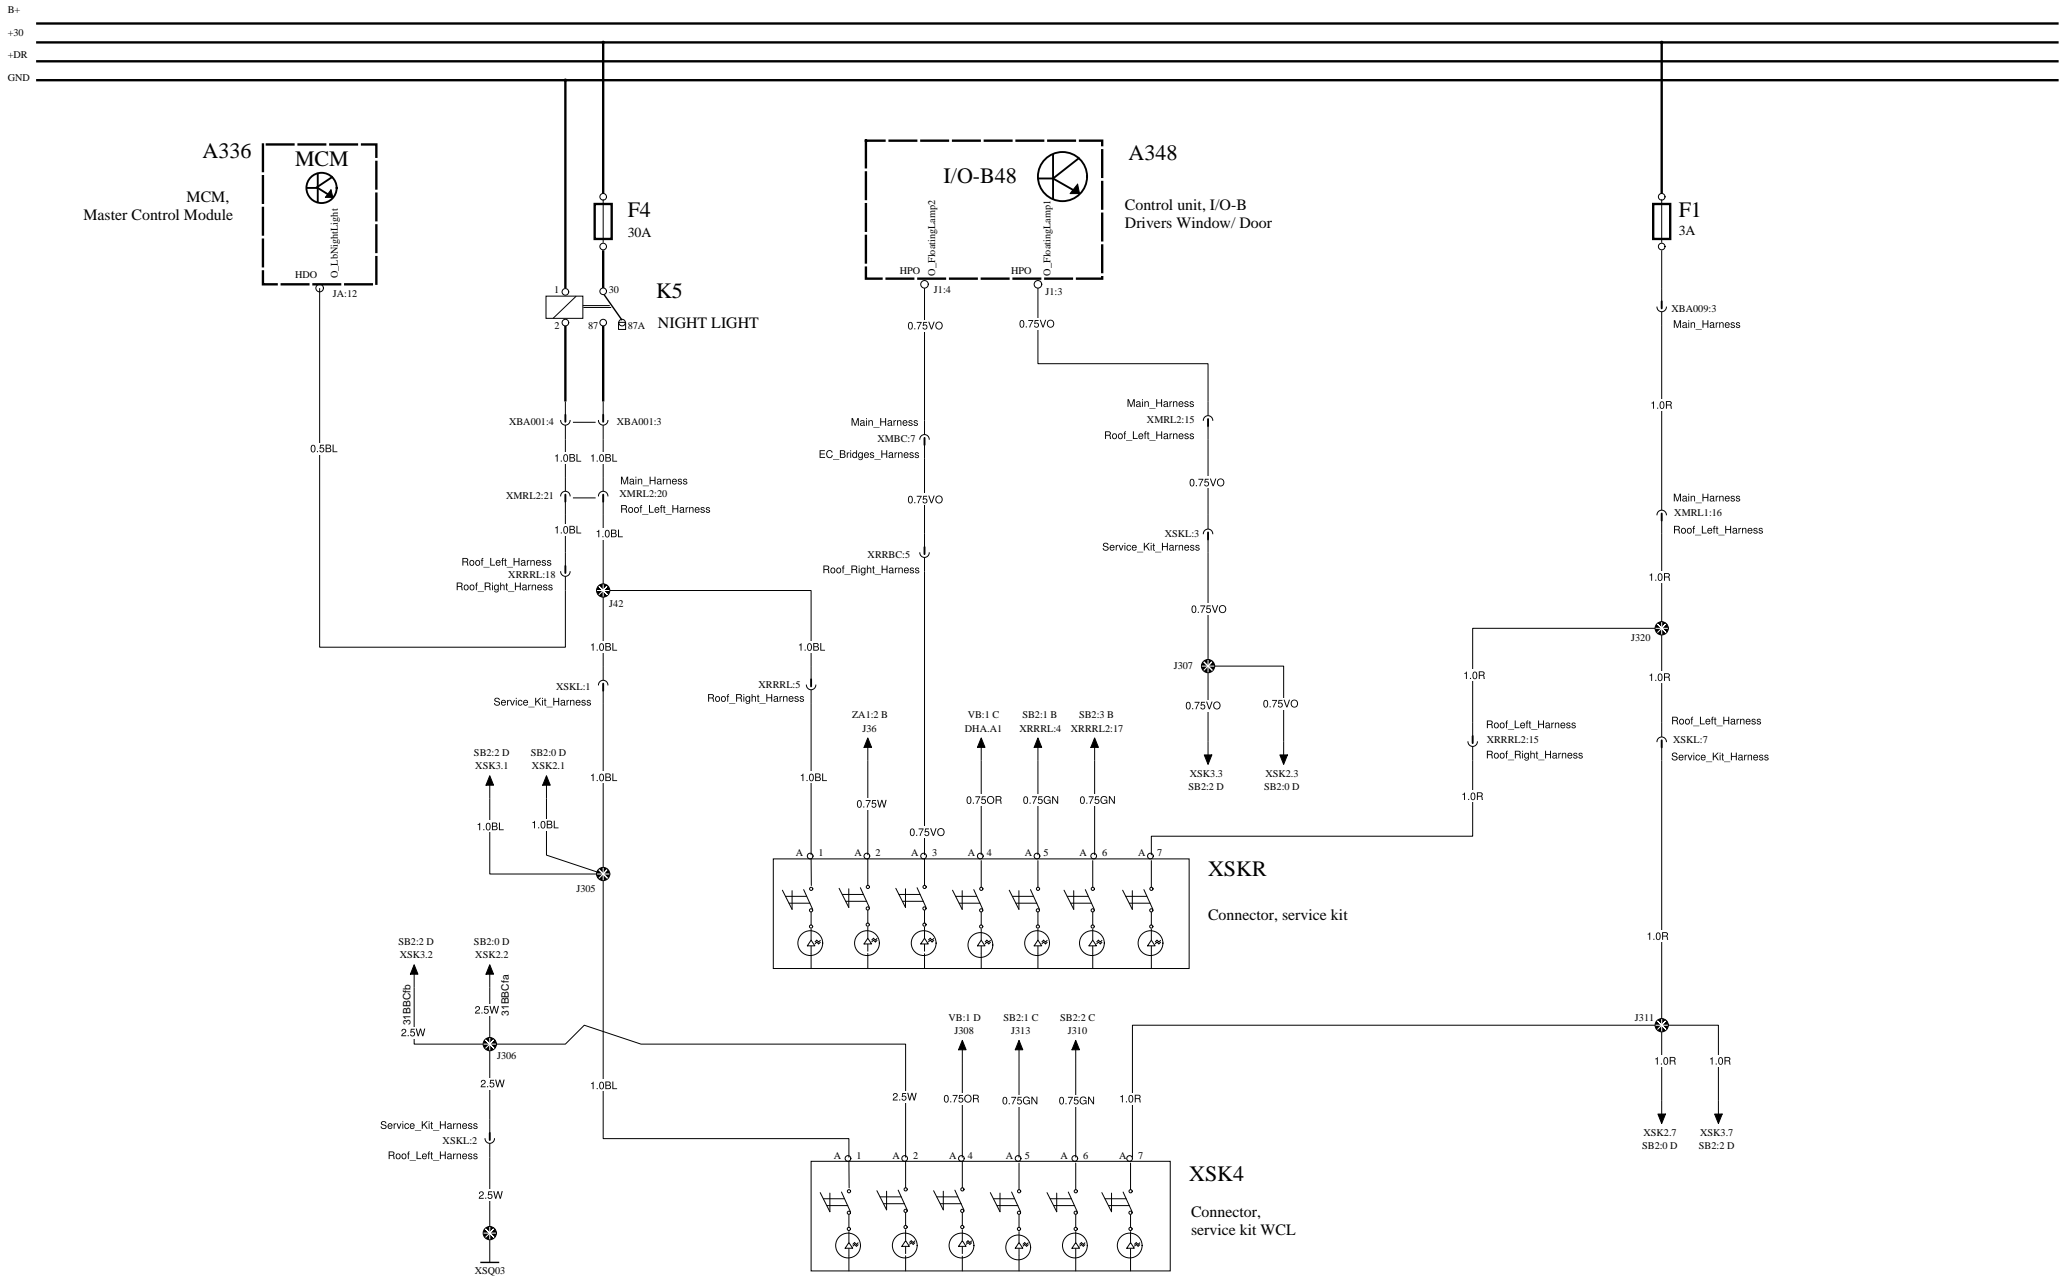 B+
+30
+DR
GND
A336
MCM
MCM,
Master Control Module
O_LbNightLight
HDO
JA:12
F4
30A
1
30
K5
2
87
87A
NIGHT LIGHT
A348
I/O-B48
Control unit, I/O-B
Drivers Window/ Door
O_FloatingLamp2
O_FloatingLamp1
HPO
HPO
J1:4
J1:3
0.75VO
0.75VO
F1
3A
XBA009:3
Main_Harness
1.0R
XBA001:4
XBA001:3
0.5BL
1.0BL
1.0BL
XMRL2:21
Main_Harness
XMRL2:20
Roof_Left_Harness
1.0BL
1.0BL
Roof_Left_Harness
XRRRL:18
Roof_Right_Harness
J42
Main_Harness
XMBC:7
EC_Bridges_Harness
0.75VO
XRRBC:5
Roof_Right_Harness
Main_Harness
XMRL2:15
Roof_Left_Harness
0.75VO
XSKL:3
Service_Kit_Harness
0.75VO
J307
0.75VO
0.75VO
XSK3.3
SB2:2 D
XSK2.3
SB2:0 D
Main_Harness
XMRL1:16
Roof_Left_Harness
1.0R
J320
1.0R
1.0R
Roof_Left_Harness
XRRRL2:15
Roof_Right_Harness
1.0R
Roof_Left_Harness
XSKL:7
Service_Kit_Harness
1.0BL
1.0BL
XSKL:1
Service_Kit_Harness
XRRRL:5
Roof_Right_Harness
ZA1:2 B
J36
VB:1 C
DHA.A1
SB2:1 B
XRRRL:4
SB2:3 B
XRRRL2:17
SB2:2 D
XSK3.1
SB2:0 D
XSK2.1
1.0BL
1.0BL
0.75W
0.75OR
0.75GN
0.75GN
1.0BL
1.0BL
0.75VO
A 1
A 2
A 3
A 4
A 5
A 6
A 7
XSKR
Connector, service kit
J305
SB2:2 D
XSK3.2
SB2:0 D
XSK2.2
31BBCfb
31BBCfa
2.5W
2.5W
J306
2.5W
Service_Kit_Harness
XSKL:2
Roof_Left_Harness
2.5W
XSQ03
1.0BL
VB:1 D
J308
SB2:1 C
J313
SB2:2 C
J310
2.5W
0.75OR
0.75GN
0.75GN
1.0R
1.0R
J311
1.0R
1.0R
XSK2.7
SB2:0 D
XSK3.7
SB2:2 D
A 1
A 2
A 4
A 5
A 6
A 7
XSK4
Connector,
service kit WCL